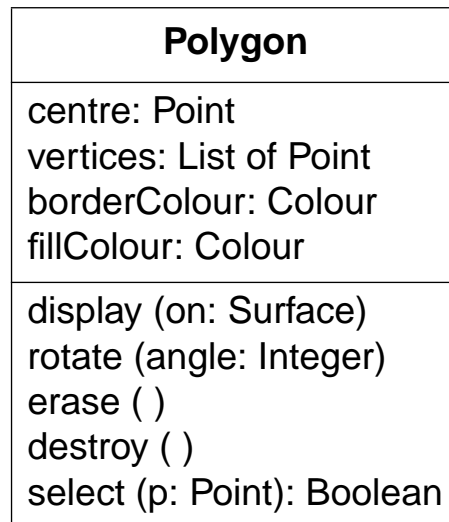 Polygon
centre: Point
vertices: List of Point
borderColour: Colour
fillColour: Colour
display (on: Surface)
rotate (angle: Integer)
erase ( )
destroy ( )
select (p: Point): Boolean